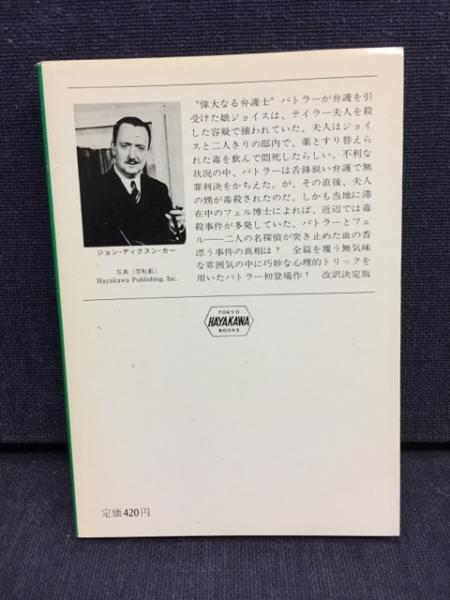 "偉大なる弁護士" バトラーが弁護を引
受けた娘ジョイスは、テイラー夫人を殺
した容疑で捕われていた。夫人はジョイ
スと二人きりの邸内で、薬とすり替えら
れた毒を飲んで悶死したらしい。不利な
状況の中、バトラーは舌鋒鋭い弁護で無
罪判決をかちえた。が、その直後、夫人
の甥が毒殺されたのだ。しかも当地に滞
在中のフェル博士によれば、近辺では毒
殺事件が多発していた。バトラーとフェ
ル――二人の名探偵が突き止めた血の香
漂う事件の真相は? 全篇を覆う無気味
な雰囲気の中に巧妙な心理的トリックを
用いたバトラー初登場作! 改訳決定版
ジョン・ディクスン・カー
写真〔禁転載〕
Hayakawa Publishing, Inc.
TOKYO
HAYAKAWA
BOOKS
定価420円